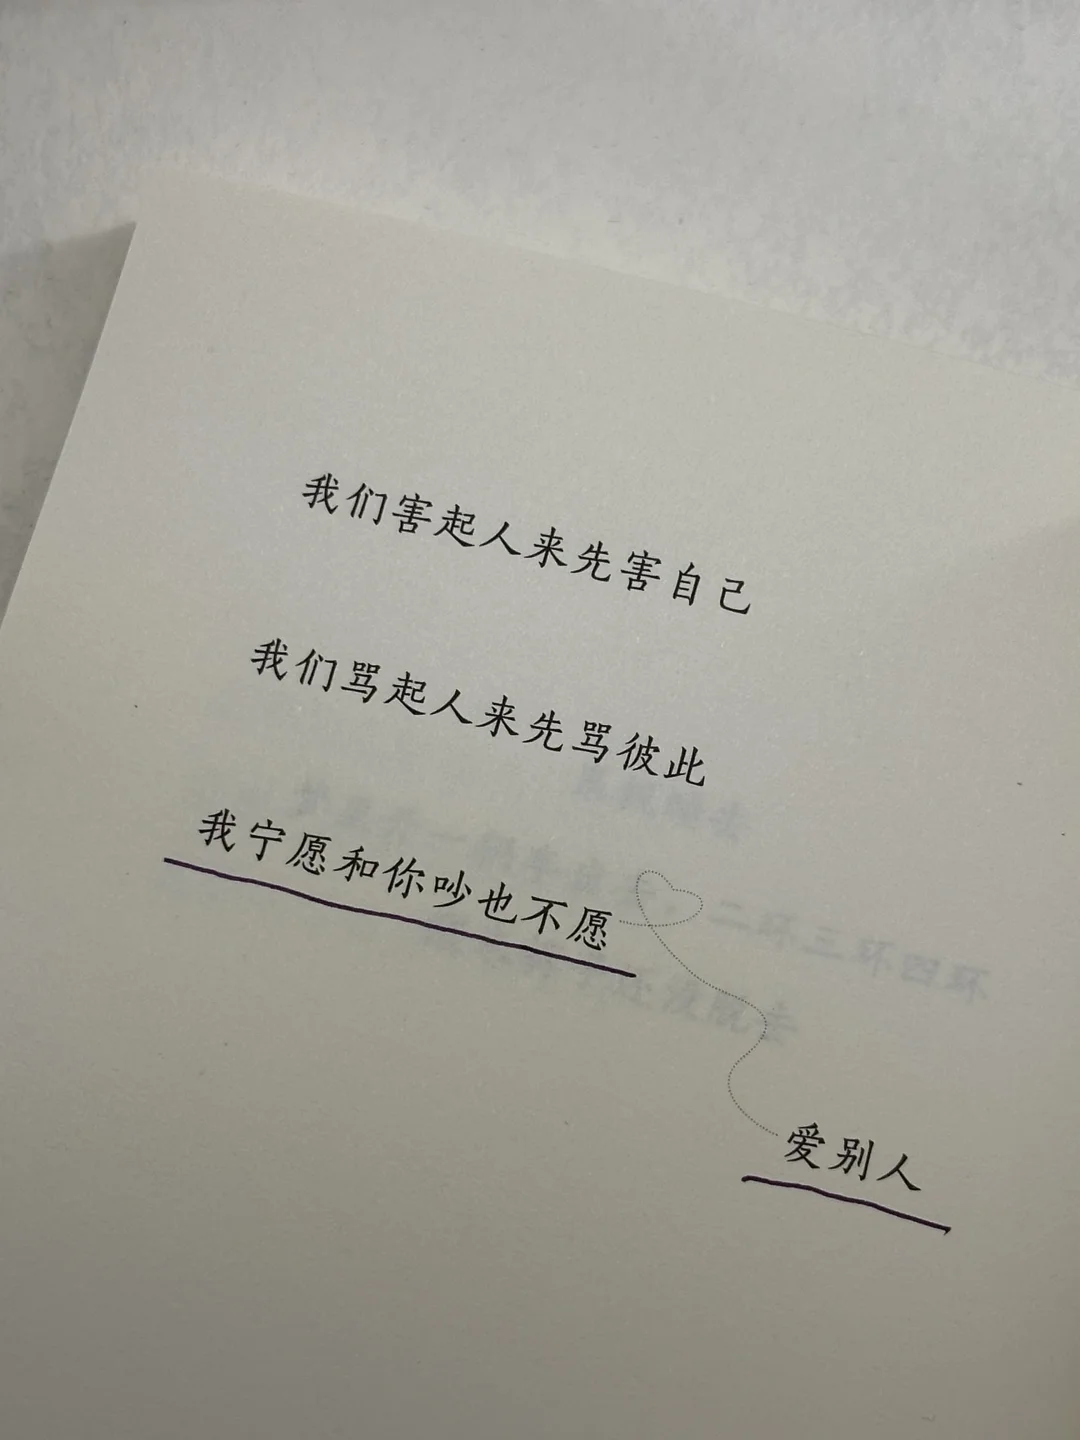 我们害起人来先害自己
我们骂起人来先骂彼此
我宁愿和你吵也不愿
爱别人